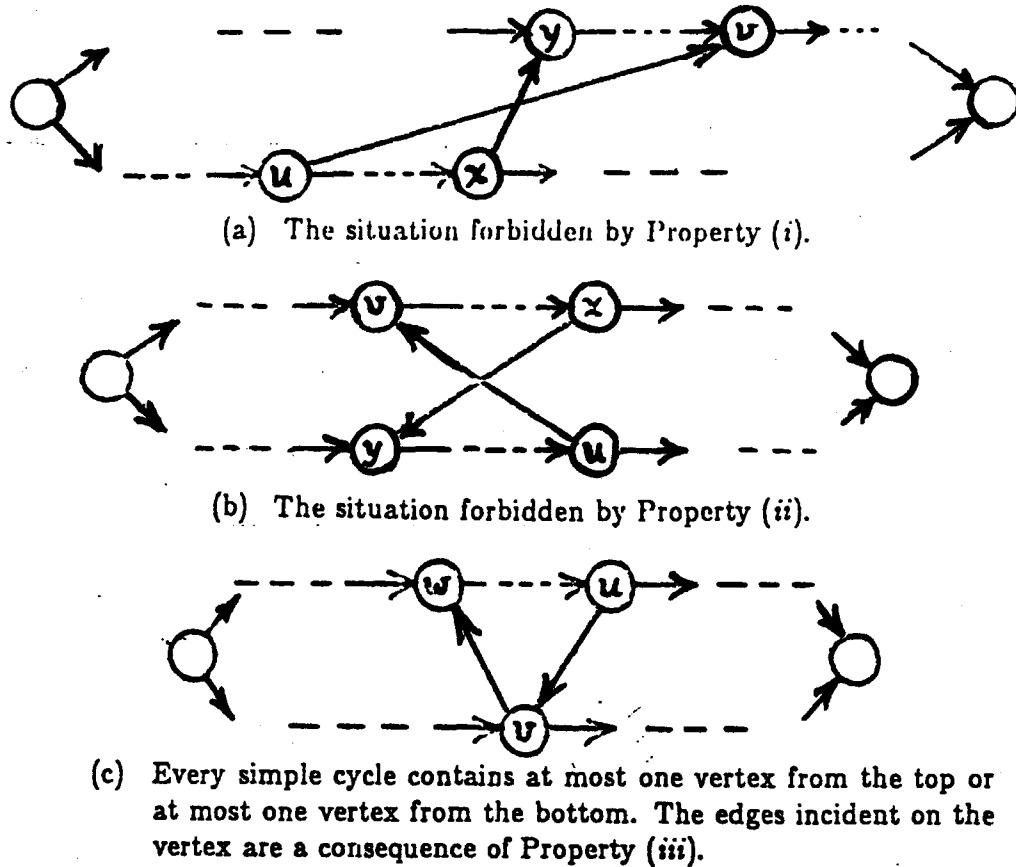 y v
u x
(a) The situation forbidden by Property (i).
v x
y u
(b) The situation forbidden by Property (ii).
w u
v
(c) Every simple cycle contains at most one vertex from the top or
at most one vertex from the bottom. The edges incident on the
vertex are a consequence of Property (iii).